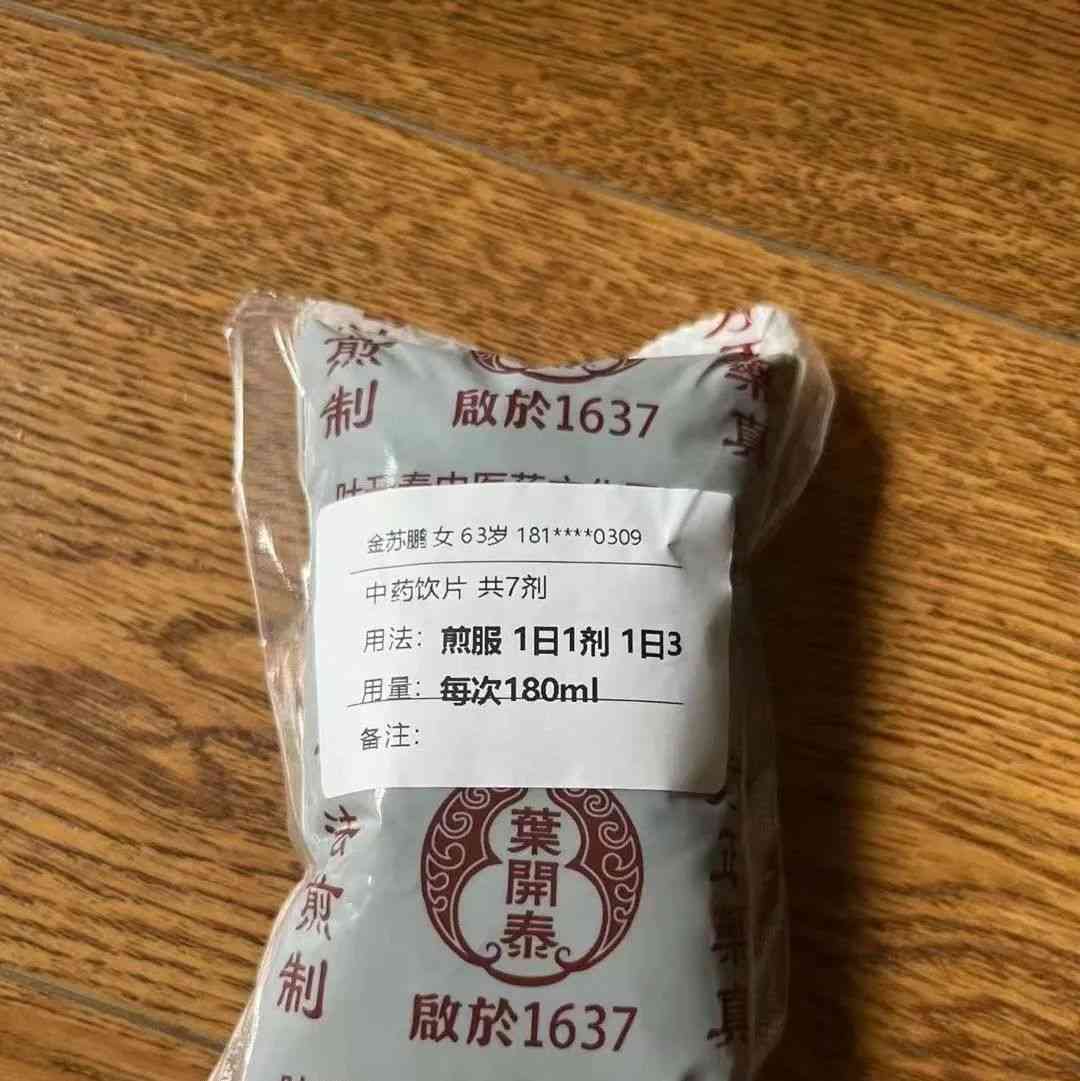 煎制
啟於1637
金苏鹏 女 63岁 181****0309
中药饮片 共7剂
用法： 煎服 1日1剂 1日3
用量： 每次180ml
备注：
葉開泰
法煎制
啟於1637